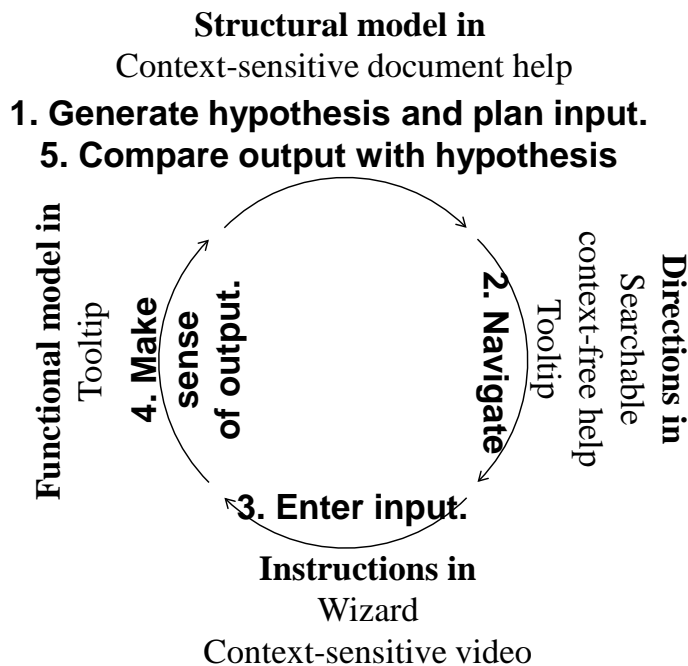 Structural model in
Context-sensitive document help
1. Generate hypothesis and plan input.
5. Compare output with hypothesis
Directions in
Searchable
context-free help
Tooltip
2. Navigate
3. Enter input.
Instructions in
Wizard
Context-sensitive video
Functional model in
Tooltip
4. Make
sense
of output.